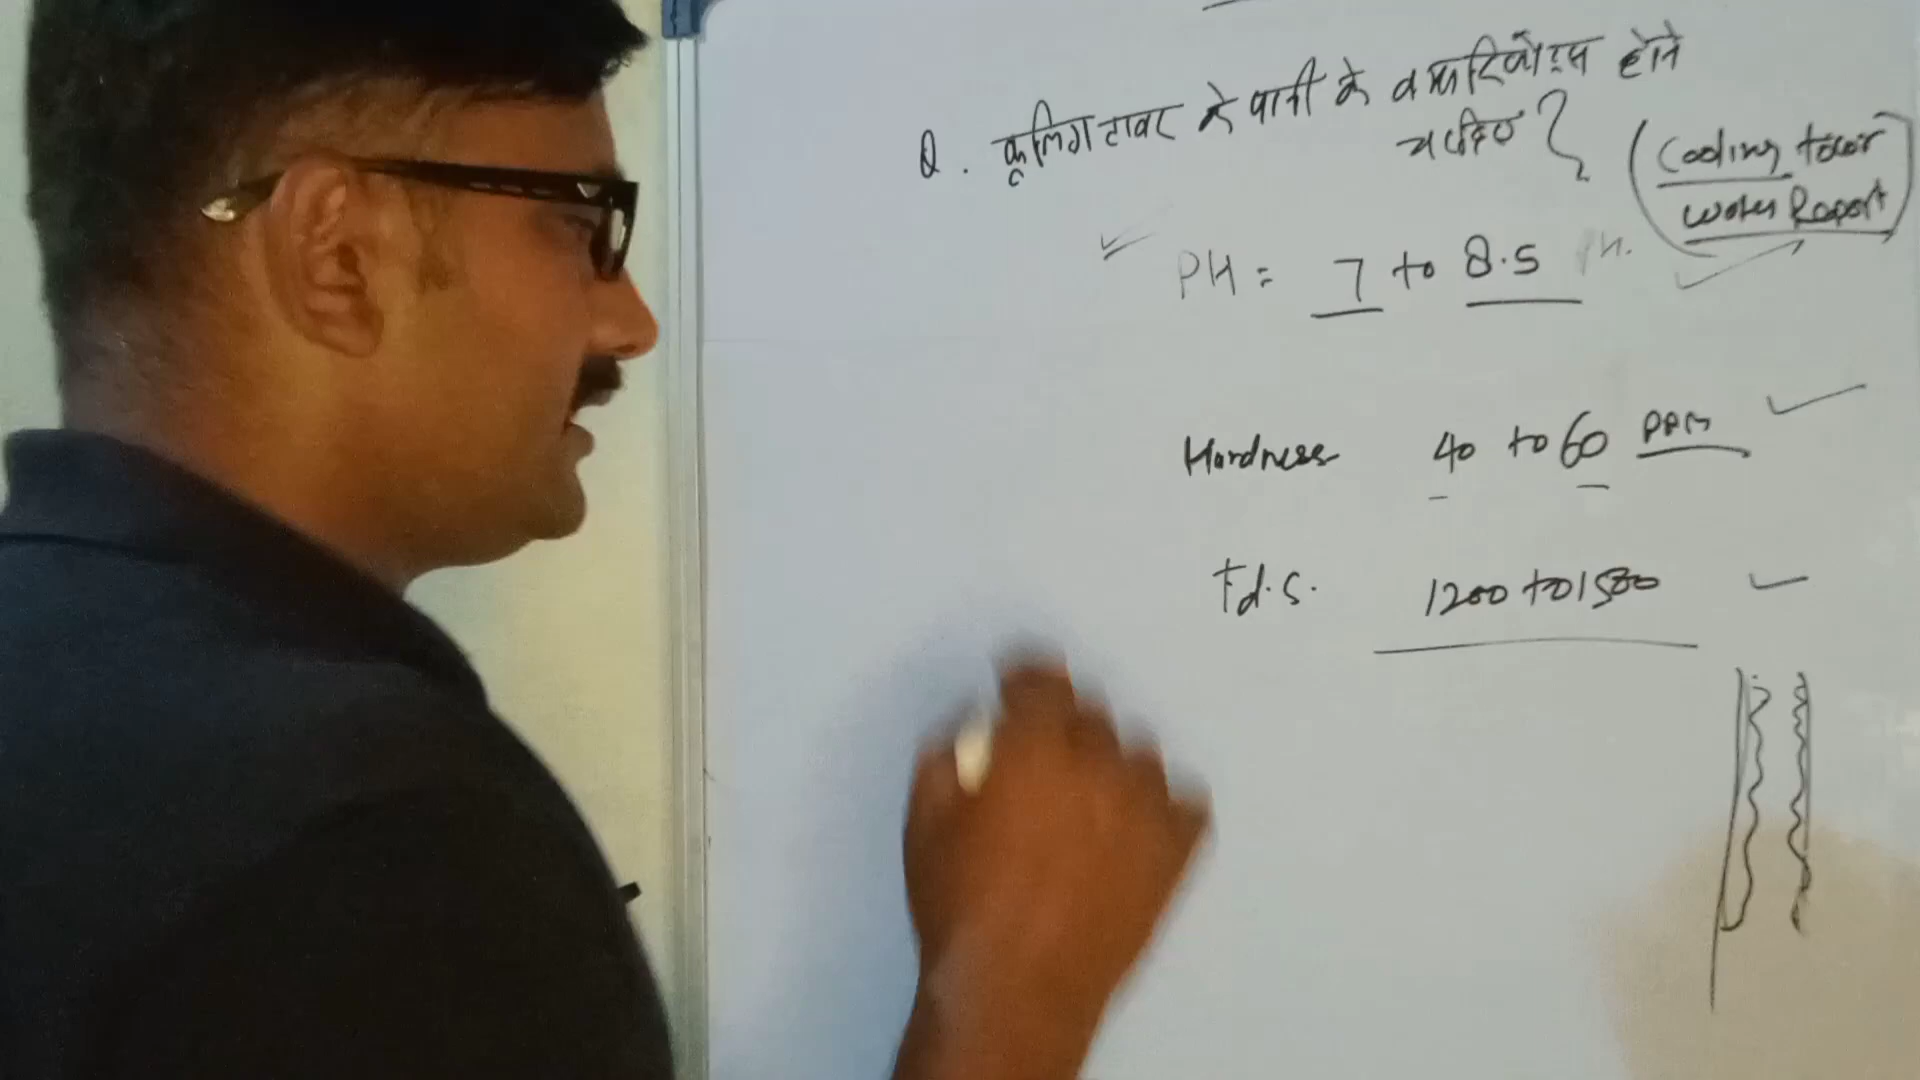 Q. कूलिग टावर के पानी के क्या रिपोर्टस होने
चाहिए ?
(Cooling tower
water Report)
PH = 7 to 8.5 PH.
Hardness 40 to 60 PPM
T.d.s. 1200 to 1500